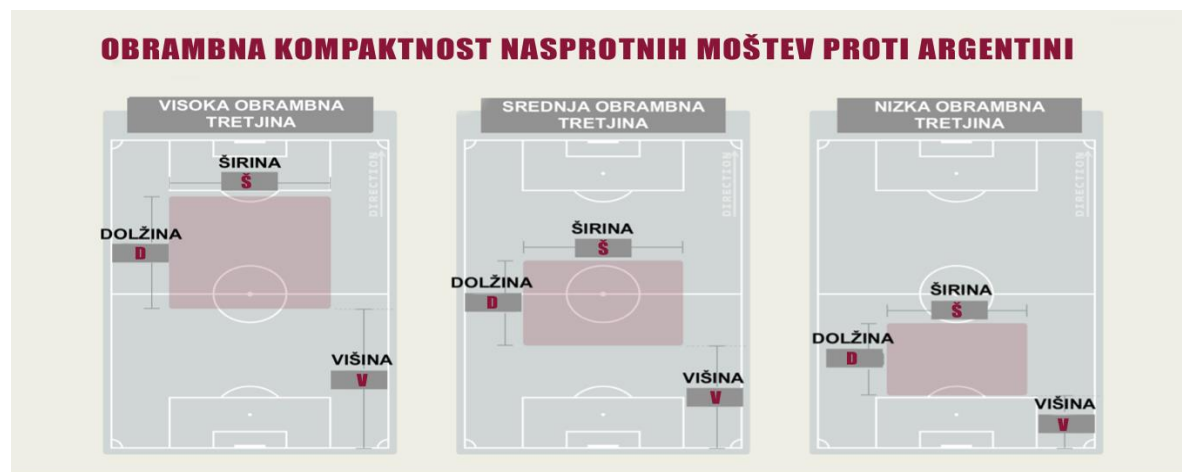 OBRAMBNA KOMPAKTNOST NASPROTNIH MOŠTEV PROTI ARGENTINI
VISOKA OBRAMBNA
TRETJINA
ŠIRINA
Š
DIRECTION
DOLŽINA
D
VIŠINA
V
SREDNJA OBRAMBNA
TRETJINA
DIRECTION
ŠIRINA
Š
DOLŽINA
D
VIŠINA
V
NIZKA OBRAMBNA
TRETJINA
DIRECTION
ŠIRINA
Š
DOLŽINA
D
VIŠINA
V